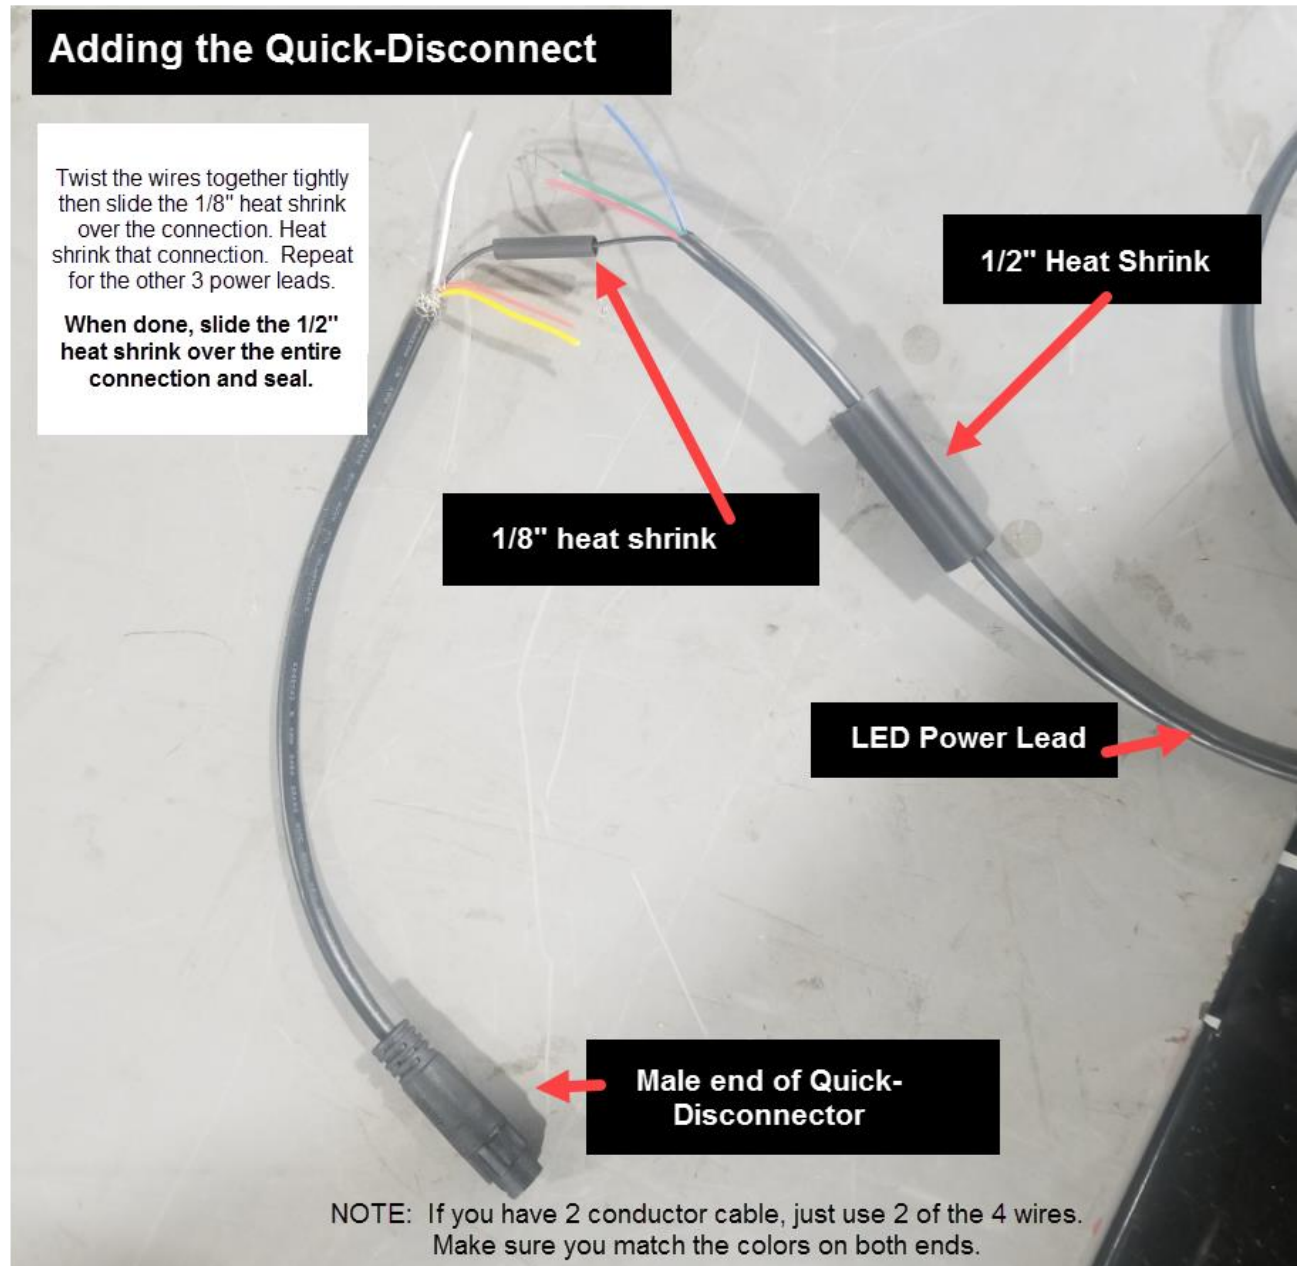 Adding the Quick-Disconnect
Twist the wires together tightly
then slide the 1/8" heat shrink
over the connection. Heat
shrink that connection.  Repeat
for the other 3 power leads.
When done, slide the 1/2"
heat shrink over the entire
connection and seal.
1/2" Heat Shrink
1/8" heat shrink
LED Power Lead
Male end of Quick-
Disconnector
NOTE:  If you have 2 conductor cable, just use 2 of the 4 wires.
Make sure you match the colors on both ends.